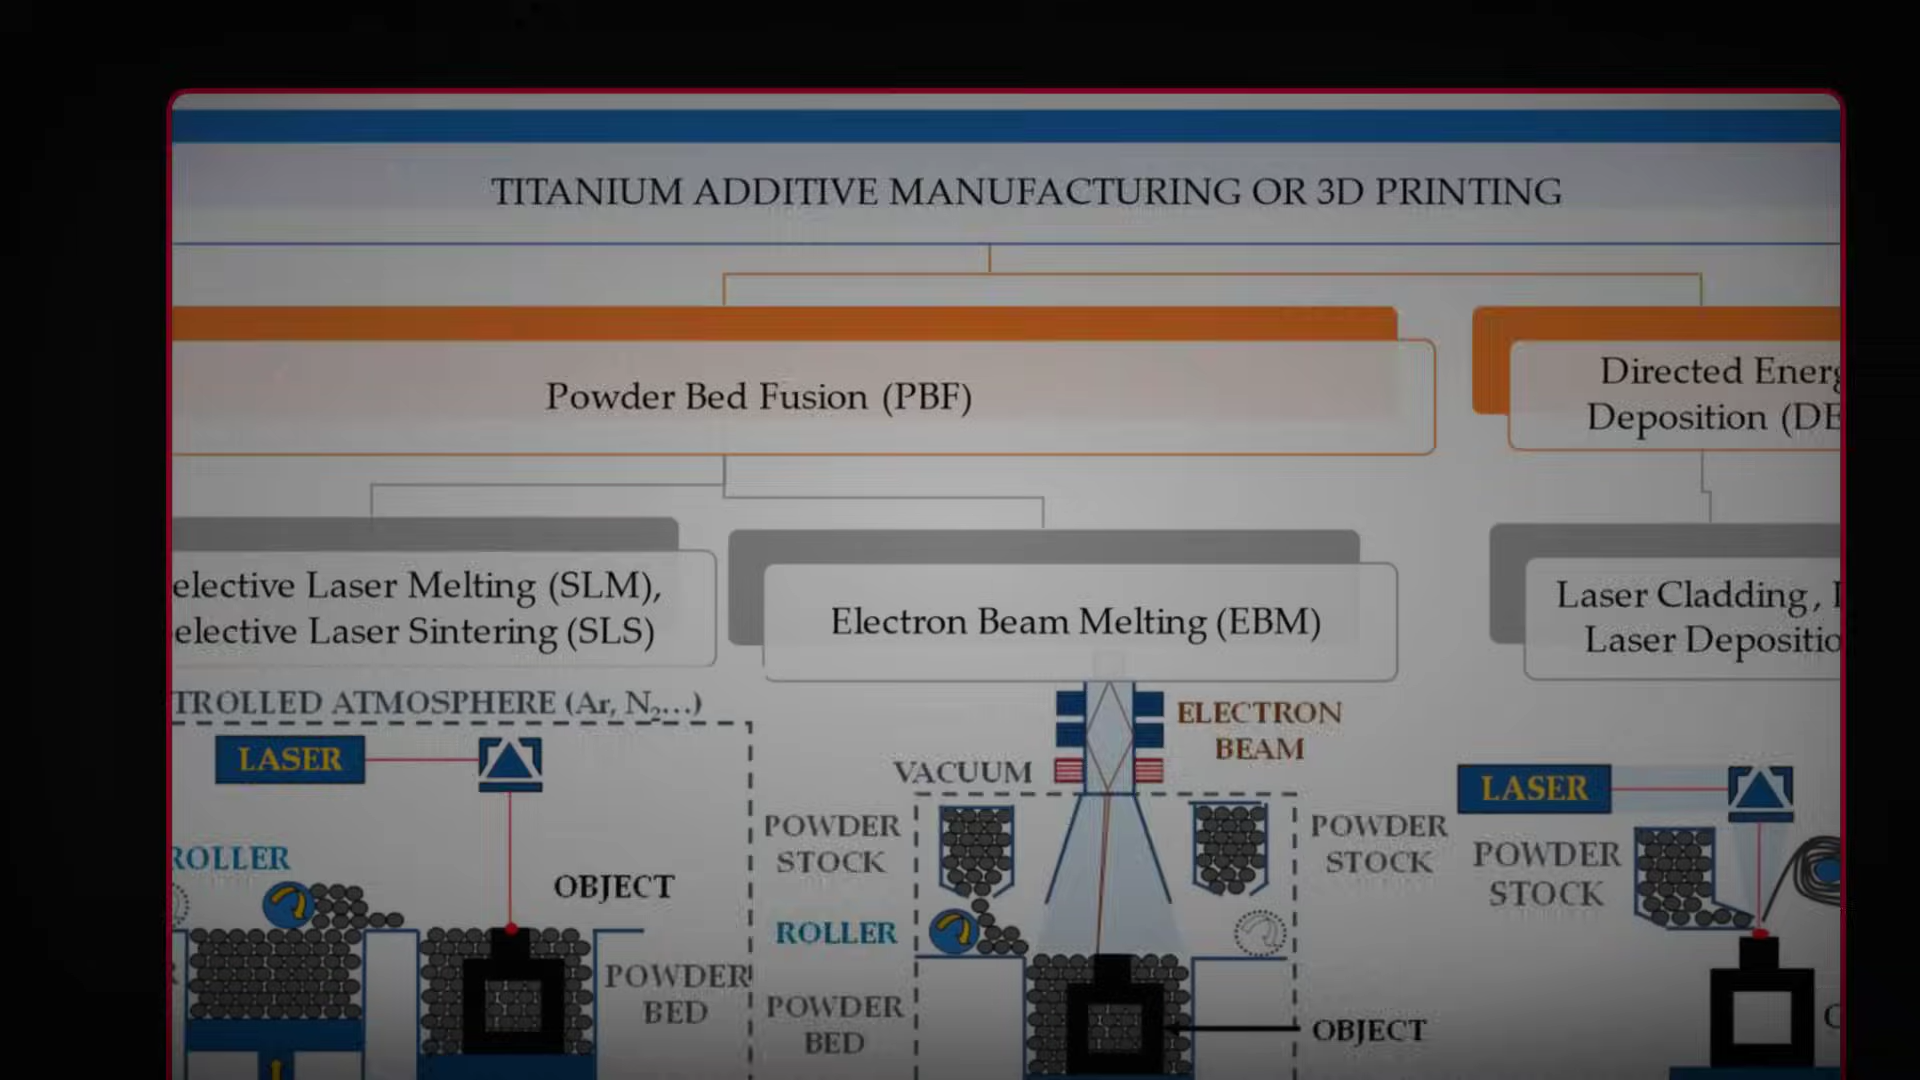 TITANIUM ADDITIVE MANUFACTURING OR 3D PRINTING
Powder Bed Fusion (PBF)
Directed Energ
Deposition (DE
elective Laser Melting (SLM),
elective Laser Sintering (SLS)
Electron Beam Melting (EBM)
Laser Cladding,
Laser Depositio
TROLLED ATMOSPHERE (Ar, N₂…)
LASER
ROLLER
OBJECT
POWDER
BED
ELECTRON
BEAM
VACUUM
POWDER
STOCK
POWDER
STOCK
ROLLER
POWDER
BED
OBJECT
LASER
POWDER
STOCK